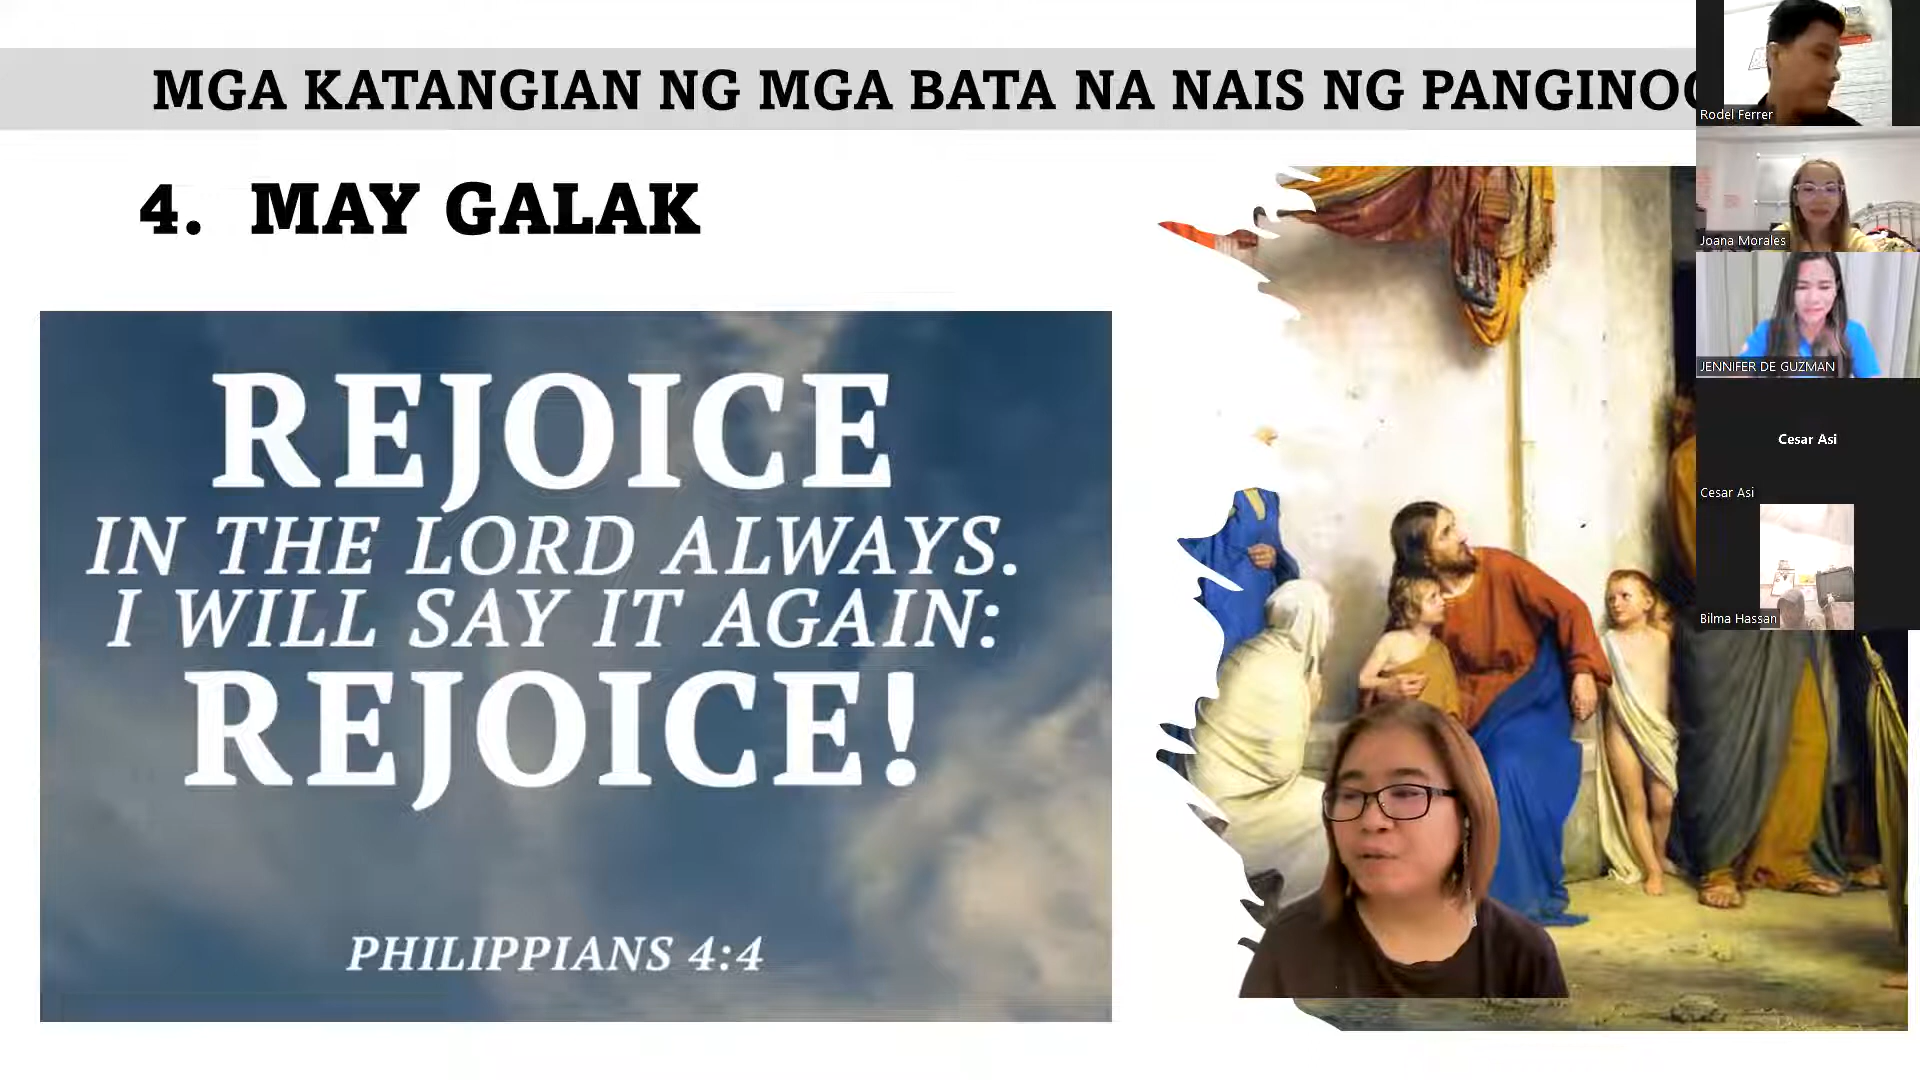 MGA KATANGIAN NG MGA BATA NA NAIS NG
4. MAY GALAK
REJOICE
IN THE LORD ALWAYS.
I WILL SAY IT AGAIN:
REJOICE!
PHILIPPIANS 4:4
Rodel Ferrer
Joana Morales
JENNIFER DE GUZMAN
Cesar Asi
Cesar Asi
Bilma Hassan